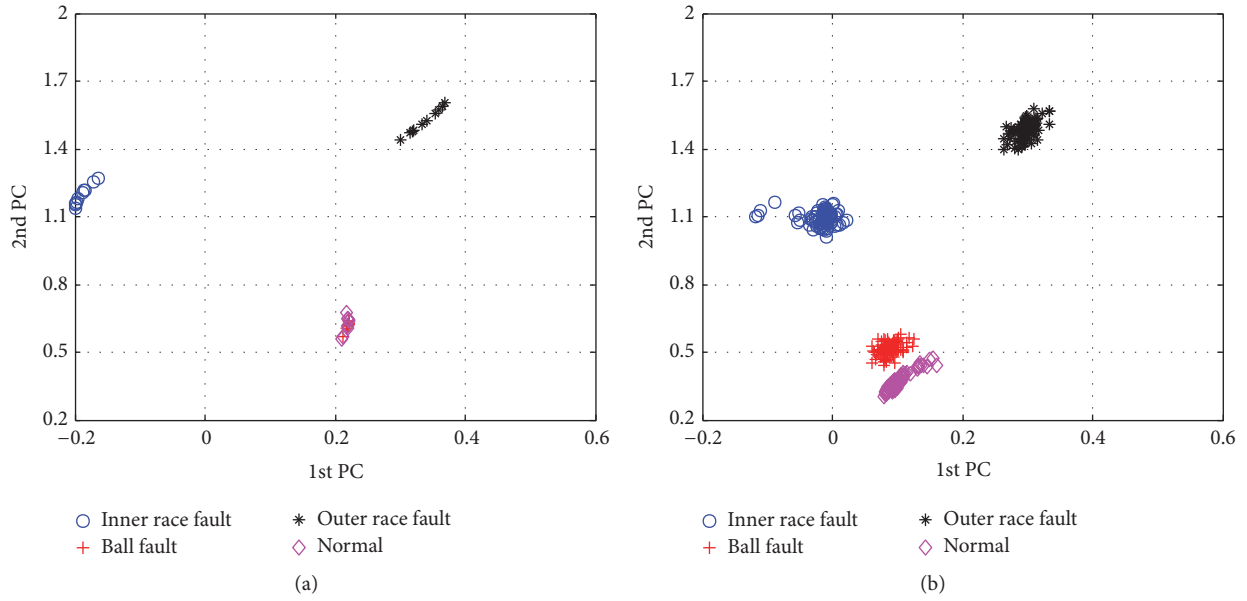 2
1.7
1.4
1.1
0.8
0.5
0.2
2nd PC
−0.2 0 0.2 0.4 0.6
1st PC
Inner race fault
Outer race fault
Ball fault
Normal
(a)
2
1.7
1.4
1.1
0.8
0.5
0.2
2nd PC
−0.2 0 0.2 0.4 0.6
1st PC
Inner race fault
Outer race fault
Ball fault
Normal
(b)